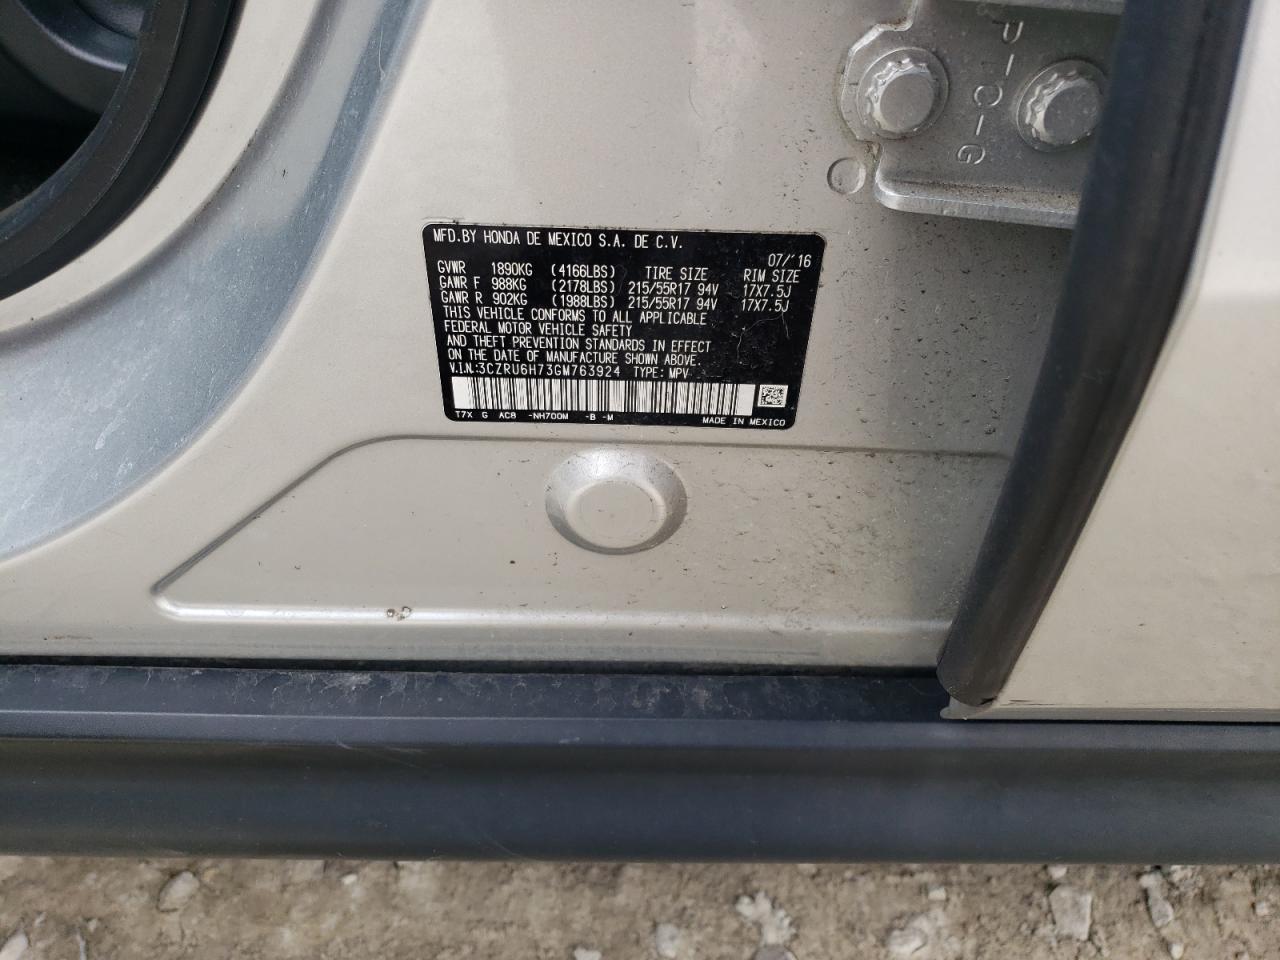 P-C-G
MFD.BY HONDA DE MEXICO S.A. DE C.V.
07/'16
GVWR 1890KG (4166LBS) TIRE SIZE RIM SIZE
GAWR F 988KG (2178LBS) 215/55R17 94V 17X7.5J
GAWR R 902KG (1988LBS) 215/55R17 94V 17X7.5J
THIS VEHICLE CONFORMS TO ALL APPLICABLE
FEDERAL MOTOR VEHICLE SAFETY
AND THEFT PREVENTION STANDARDS IN EFFECT
ON THE DATE OF MANUFACTURE SHOWN ABOVE.
V.I.N:3CZRU6H73GM763924 TYPE: MPV
T7X G AC8 -NH700M -B -M MADE IN MEXICO